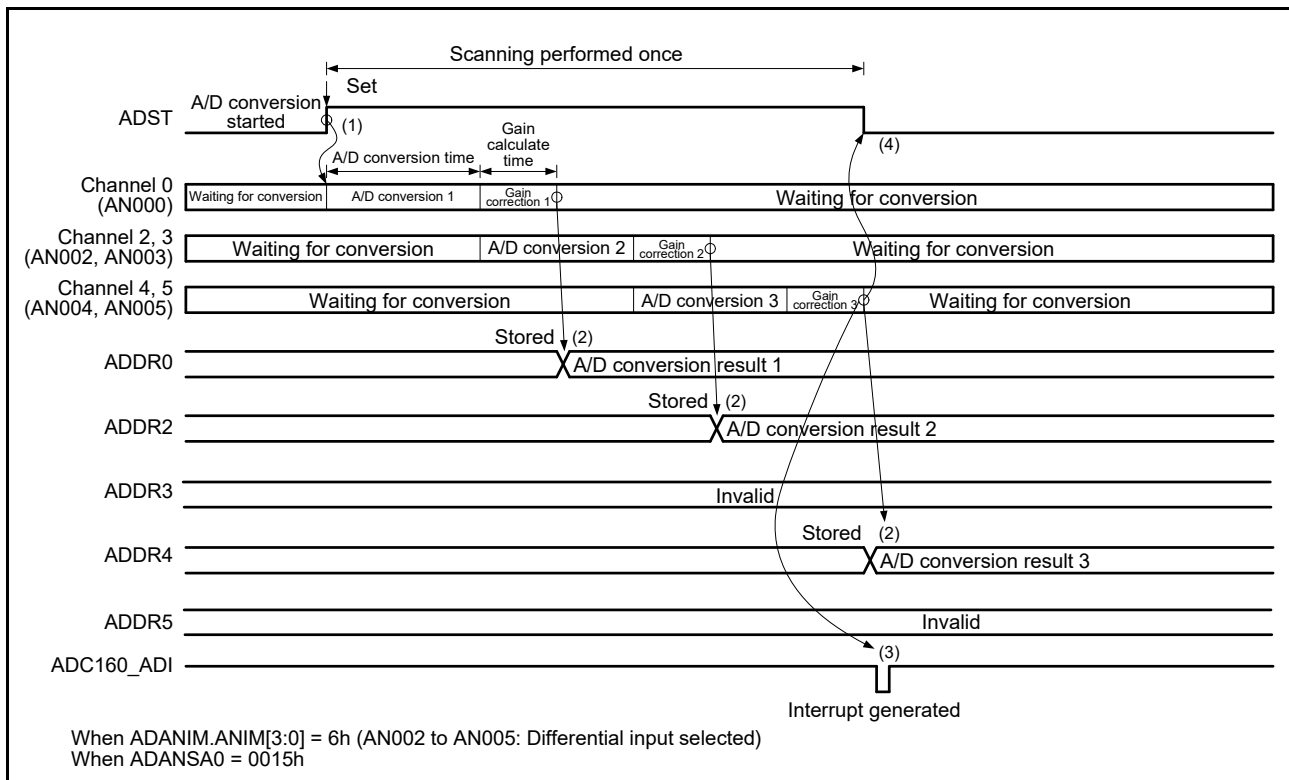 Scanning performed once
Set
ADST
A/D conversion
started
(1)
(4)
A/D conversion time
Gain
calculate
time
Channel 0
(AN000)
Waiting for conversion
A/D conversion 1
Gain
correction 1
Waiting for conversion
Channel 2, 3
(AN002, AN003)
Waiting for conversion
A/D conversion 2
Gain
correction 2
Waiting for conversion
Channel 4, 5
(AN004, AN005)
Waiting for conversion
A/D conversion 3
Gain
correction 3
Waiting for conversion
Stored (2)
ADDR0
A/D conversion result 1
Stored (2)
ADDR2
A/D conversion result 2
ADDR3
Invalid
Stored (2)
ADDR4
A/D conversion result 3
ADDR5
Invalid
ADC160_ADI
(3)
Interrupt generated
When ADANIM.ANIM[3:0] = 6h (AN002 to AN005: Differential input selected)
When ADANSA0 = 0015h